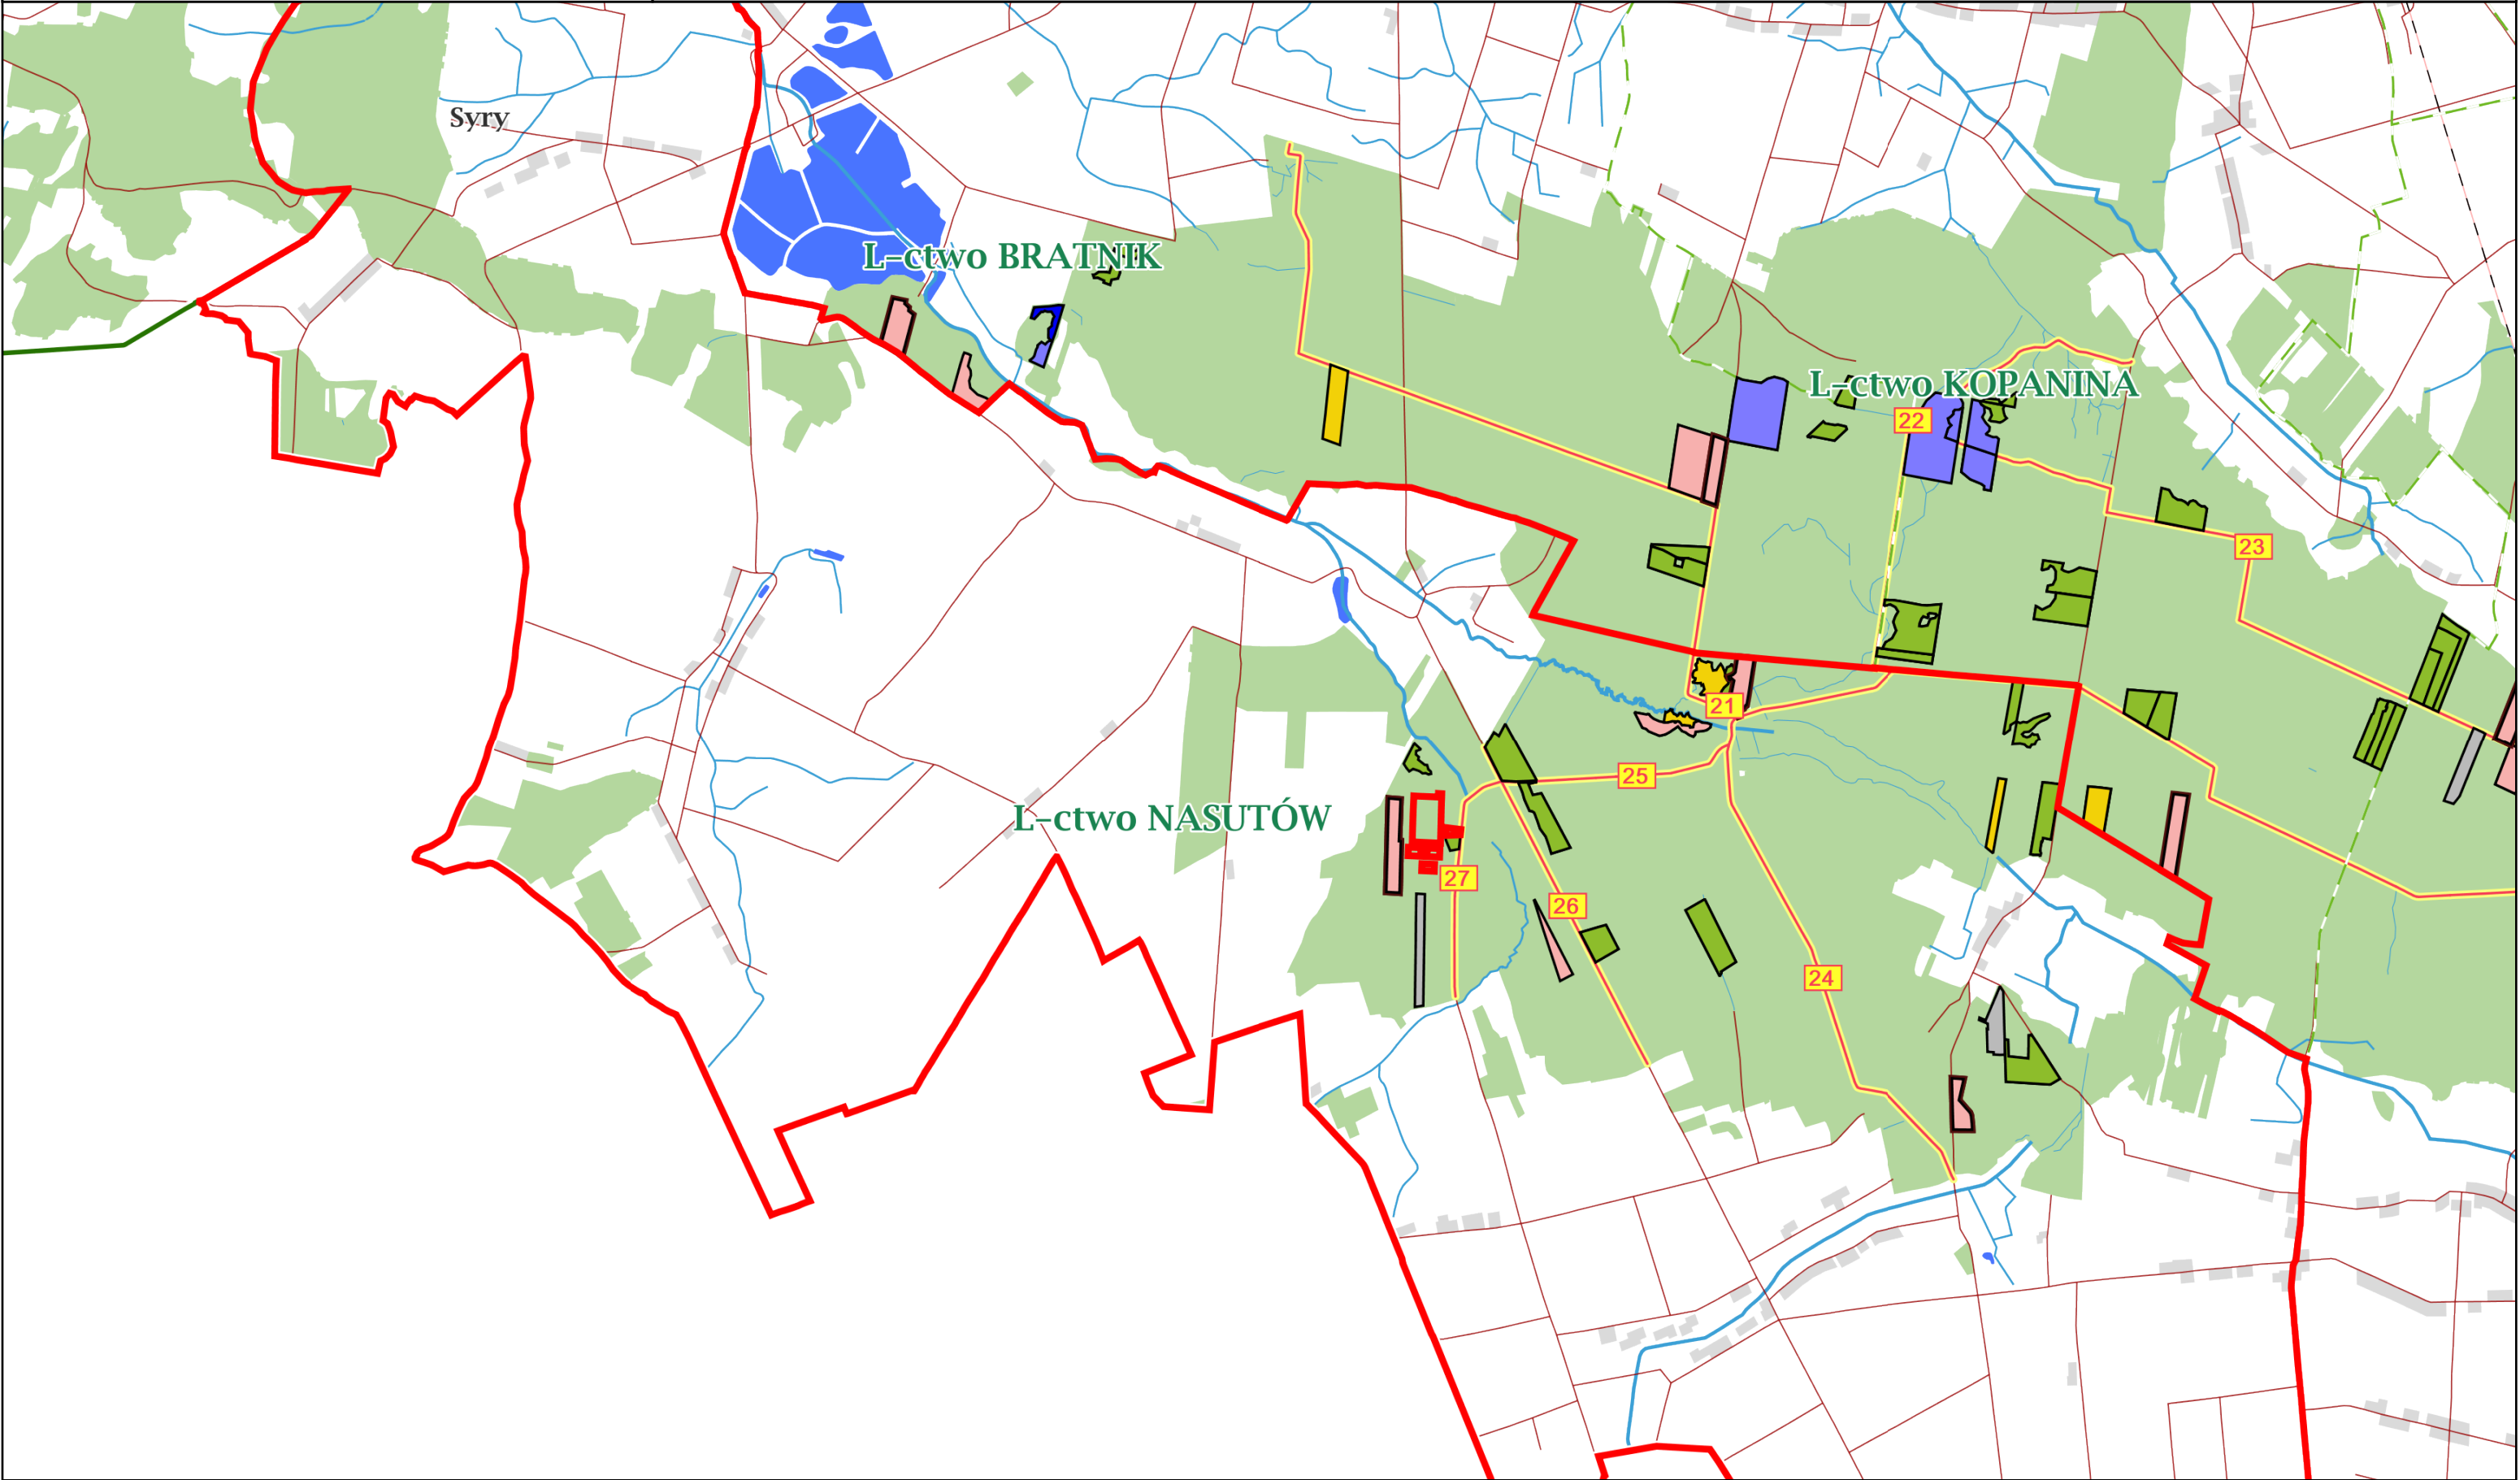 Syry
L-ctwo BRATNIK
L-ctwo KOPANINA
22
23
21
25
L-ctwo NASUTÓW
27
26
24